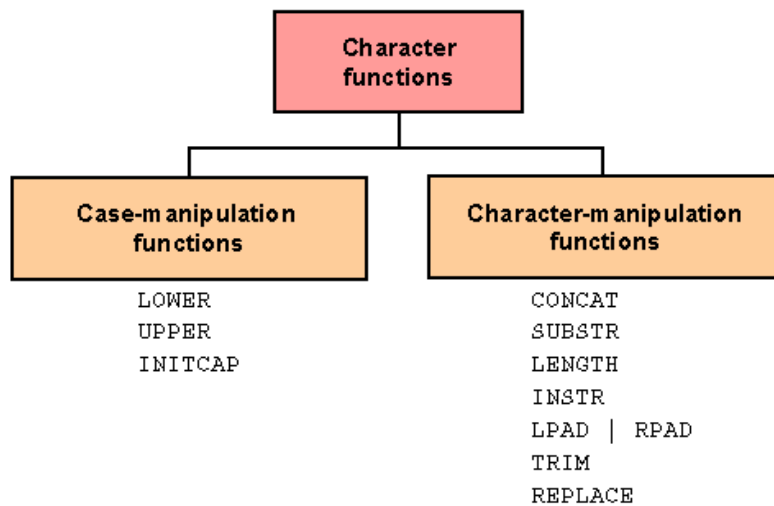 Character
functions
Case-manipulation
functions
LOWER
UPPER
INITCAP
Character-manipulation
functions
CONCAT
SUBSTR
LENGTH
INSTR
LPAD | RPAD
TRIM
REPLACE